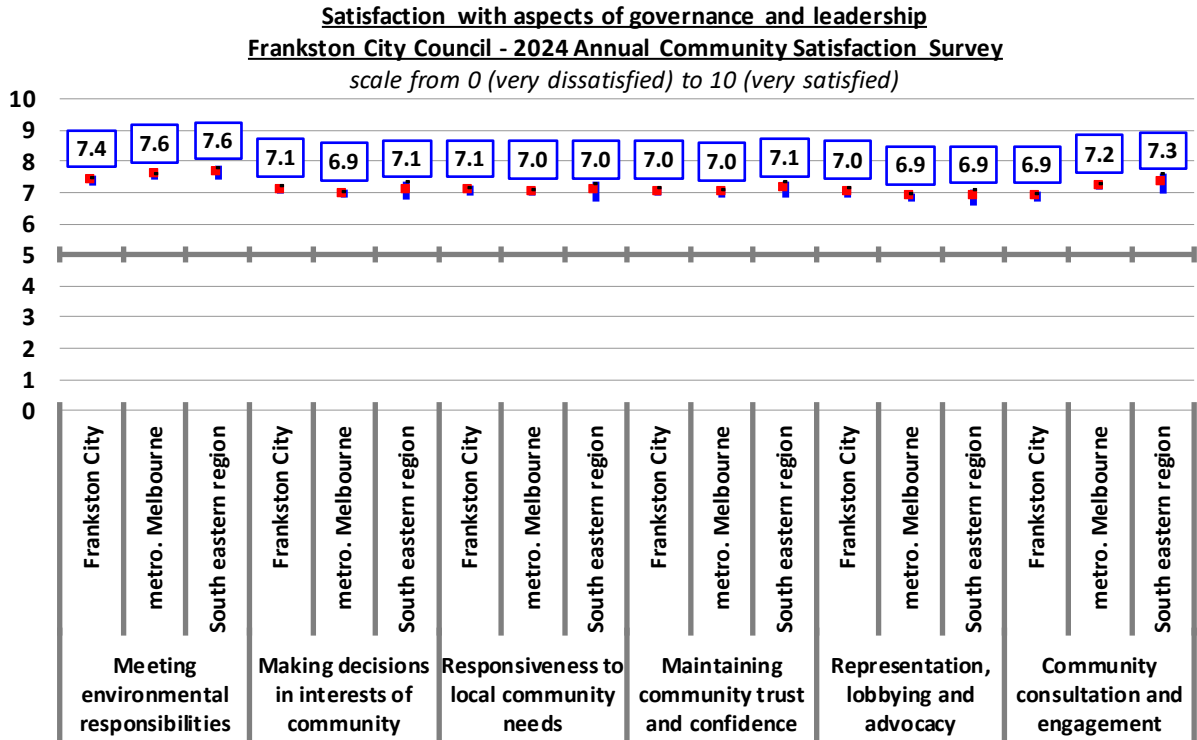 Satisfaction with aspects of governance and leadership
Frankston City Council - 2024 Annual Community Satisfaction Survey
scale from 0 (very dissatisfied) to 10 (very satisfied)
10
9
8
7
6
5
4
3
2
1
0
7.4
7.6
7.6
7.1
6.9
7.1
7.1
7.0
7.0
7.0
7.0
7.1
7.0
6.9
6.9
6.9
7.2
7.3
Frankston City
metro. Melbourne
South eastern region
Frankston City
metro. Melbourne
South eastern region
Frankston City
metro. Melbourne
South eastern region
Frankston City
metro. Melbourne
South eastern region
Frankston City
metro. Melbourne
South eastern region
Frankston City
metro. Melbourne
South eastern region
Meeting
environmental
responsibilities
Making decisions
in interests of
community
Responsiveness to
local community
needs
Maintaining
community trust
and confidence
Representation,
lobbying and
advocacy
Community
consultation and
engagement